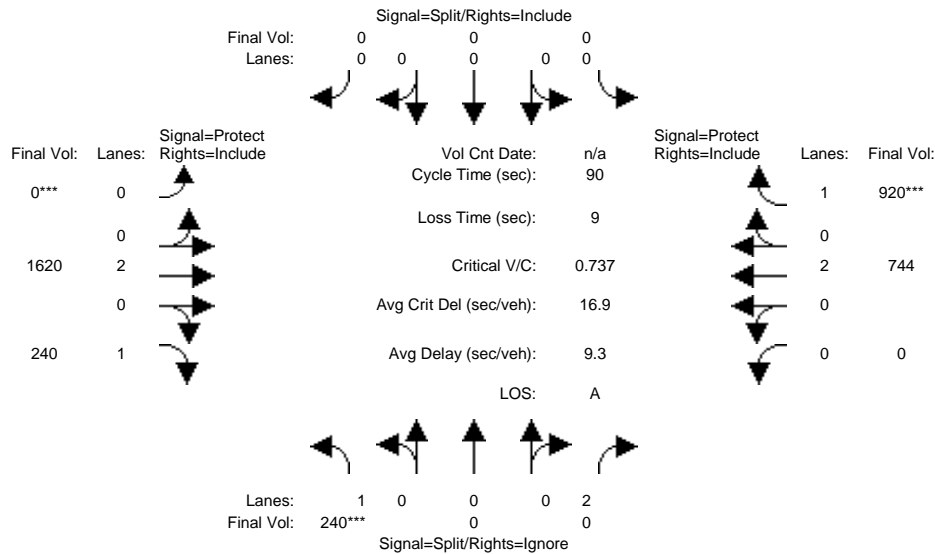 Signal=Split/Rights=Include
Final Vol: 0 0 0
Lanes: 0 0 0 0 0
Signal=Protect Signal=Protect
Final Vol: Lanes: Rights=Include Vol Cnt Date: n/a Rights=Include Lanes: Final Vol:
Cycle Time (sec): 90
0*** 0 1 920***
Loss Time (sec): 9
0 0
1620 2 Critical V/C: 0.737 2 744
0 Avg Crit Del (sec/veh): 16.9 0
240 1 Avg Delay (sec/veh): 9.3 0 0
LOS: A
Lanes: 1 0 0 0 2
Final Vol: 240*** 0 0
Signal=Split/Rights=Ignore